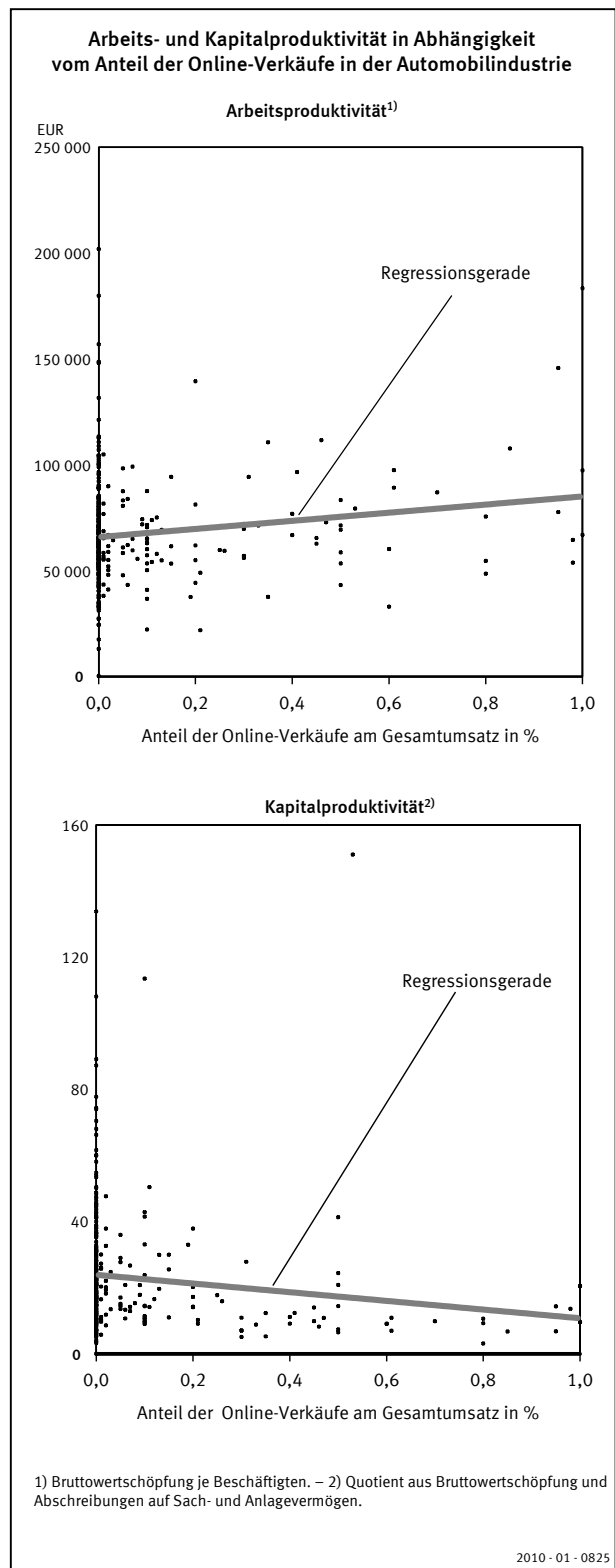 Arbeits- und Kapitalproduktivität in Abhängigkeit
vom Anteil der Online-Verkäufe in der Automobilindustrie
Arbeitsproduktivität1)
EUR
250 000
200 000
Regressionsgerade
150 000
100 000
50 000
0
0,0 0,2 0,4 0,6 0,8 1,0
Anteil der Online-Verkäufe am Gesamtumsatz in %
Kapitalproduktivität2)
160
120
Regressionsgerade
80
40
0
0,0 0,2 0,4 0,6 0,8 1,0
Anteil der Online-Verkäufe am Gesamtumsatz in %
1) Bruttowertschöpfung je Beschäftigten. – 2) Quotient aus Bruttowertschöpfung und
Abschreibungen auf Sach- und Anlagevermögen.
2010 - 01 - 0825